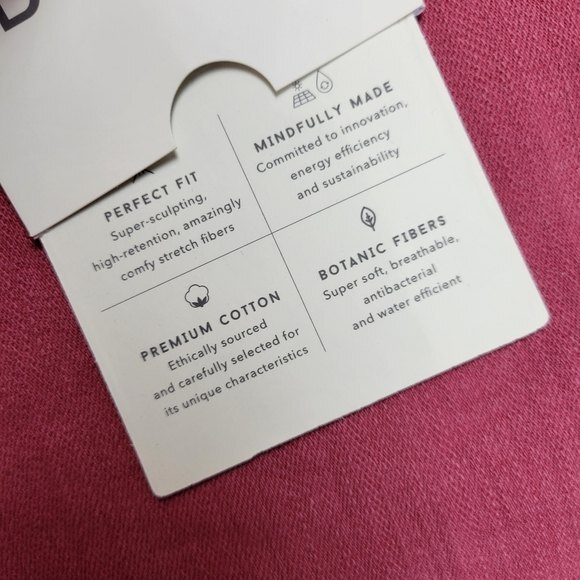 PERFECT FIT
Super-sculpting,
high-retention, amazingly
comfy stretch fibers
MINDFULLY MADE
Committed to innovation,
energy efficiency
and sustainability
PREMIUM COTTON
Ethically sourced
and carefully selected for
its unique characteristics
BOTANIC FIBERS
Super soft, breathable,
antibacterial
and water efficient